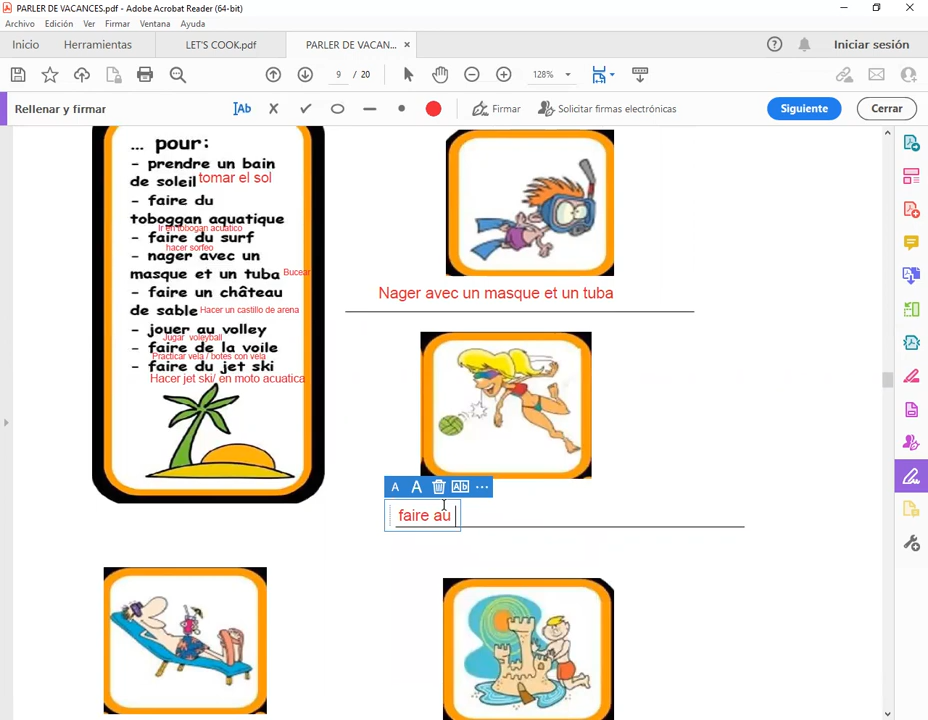 PARLER DE VACANCES.pdf - Adobe Acrobat Reader (64-bit)
Archivo Edición Ver Firmar Ventana Ayuda
Inicio Herramientas LET'S COOK.pdf PARLER DE VACAN... × Iniciar sesión
9 / 20 128%
Rellenar y firmar Ab Firmar Solicitar firmas electrónicas Siguiente Cerrar
... pour:
- prendre un bain
de soleil tomar el sol
- faire du
toboggan aquatique
Ir en tobogan acuatico
- faire du surf
hacer sorfeo
- nager avec un
masque et un tuba Bucear
- faire un château
de sable Hacer un castillo de arena
- jouer au volley
Jugar voleyball
- faire de la voile
Practicar vela / botes con vela
- faire du jet ski
Hacer jet ski/ en moto acuatica
Nager avec un masque et un tuba
A A Ab ...
faire au